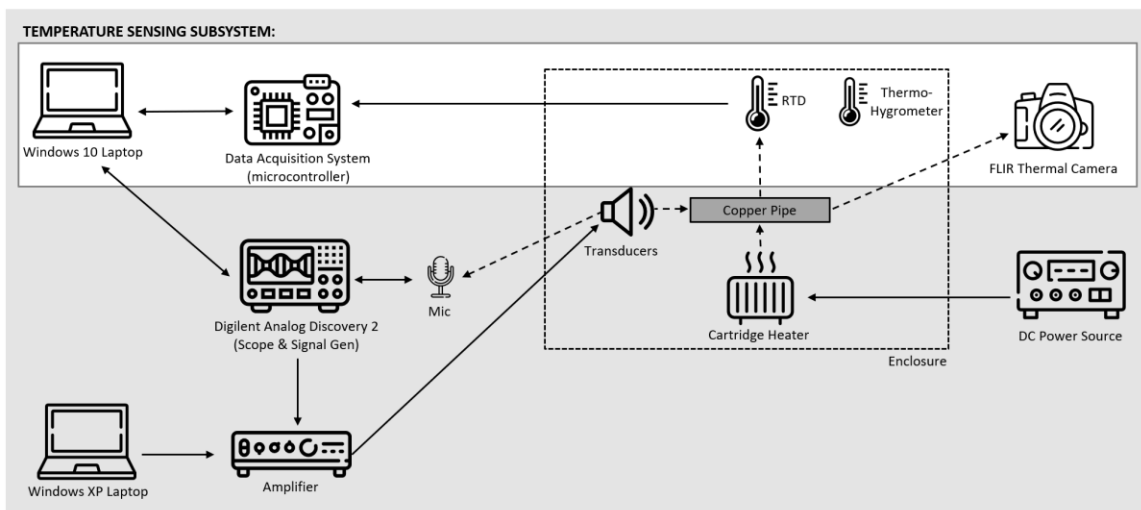 TEMPERATURE SENSING SUBSYSTEM:
RTD
Thermo-
Hygrometer
Windows 10 Laptop
Data Acquisition System
(microcontroller)
FLIR Thermal Camera
Copper Pipe
Transducers
Mic
Digilent Analog Discovery 2
(Scope & Signal Gen)
Cartridge Heater
DC Power Source
Enclosure
Windows XP Laptop
Amplifier